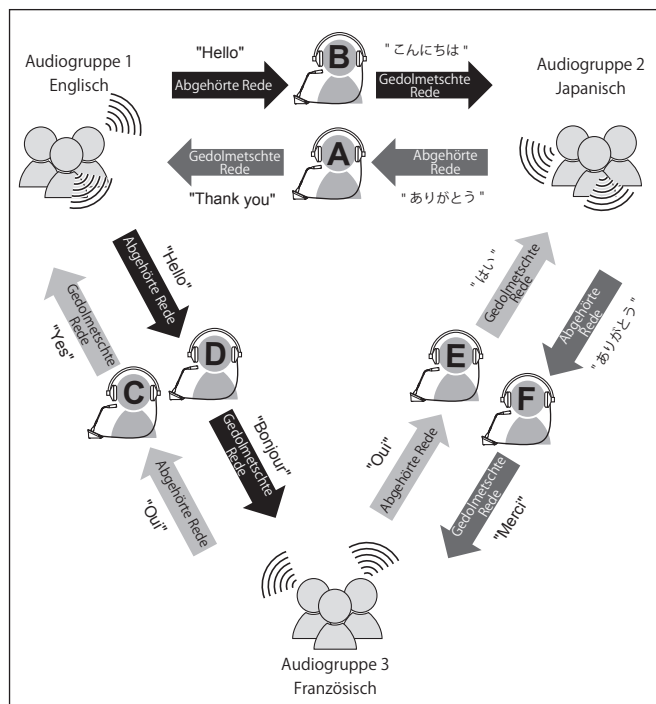 Audiogruppe 1
Englisch
"Hello"
Abgehörte Rede
B
" こんにちは "
Gedolmetschte
Rede
Audiogruppe 2
Japanisch
Gedolmetschte
Rede
"Thank you"
A
Abgehörte
Rede
" ありがとう "
"Hello"
Abgehörte Rede
Gedolmetschte
Rede
"Yes"
D
C
"Bonjour"
Gedolmetschte
Rede
Abgehörte Rede
"Oui"
" はい "
Gedolmetschte
Rede
Abgehörte
Rede
" ありがとう "
E
F
"Oui"
Abgehörte Rede
Gedolmetschte
Rede
"Merci"
Audiogruppe 3
Französisch